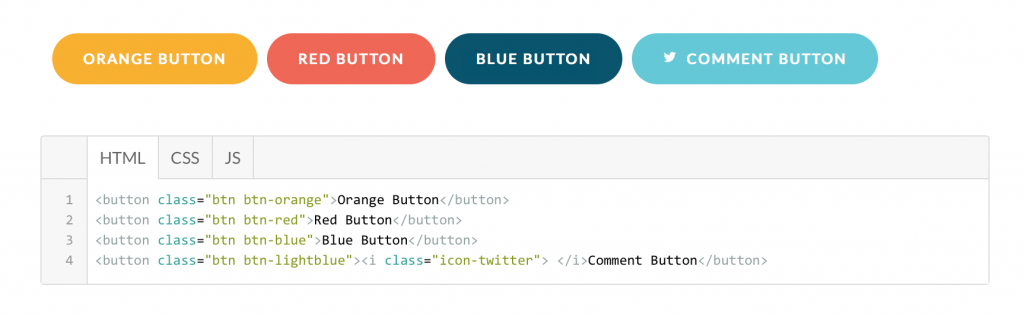 ORANGE BUTTON RED BUTTON BLUE BUTTON COMMENT BUTTON
HTML CSS JS
1 <button class="btn btn-orange">Orange Button</button>
2 <button class="btn btn-red">Red Button</button>
3 <button class="btn btn-blue">Blue Button</button>
4 <button class="btn btn-lightblue"><i class="icon-twitter"> </i>Comment Button</button>